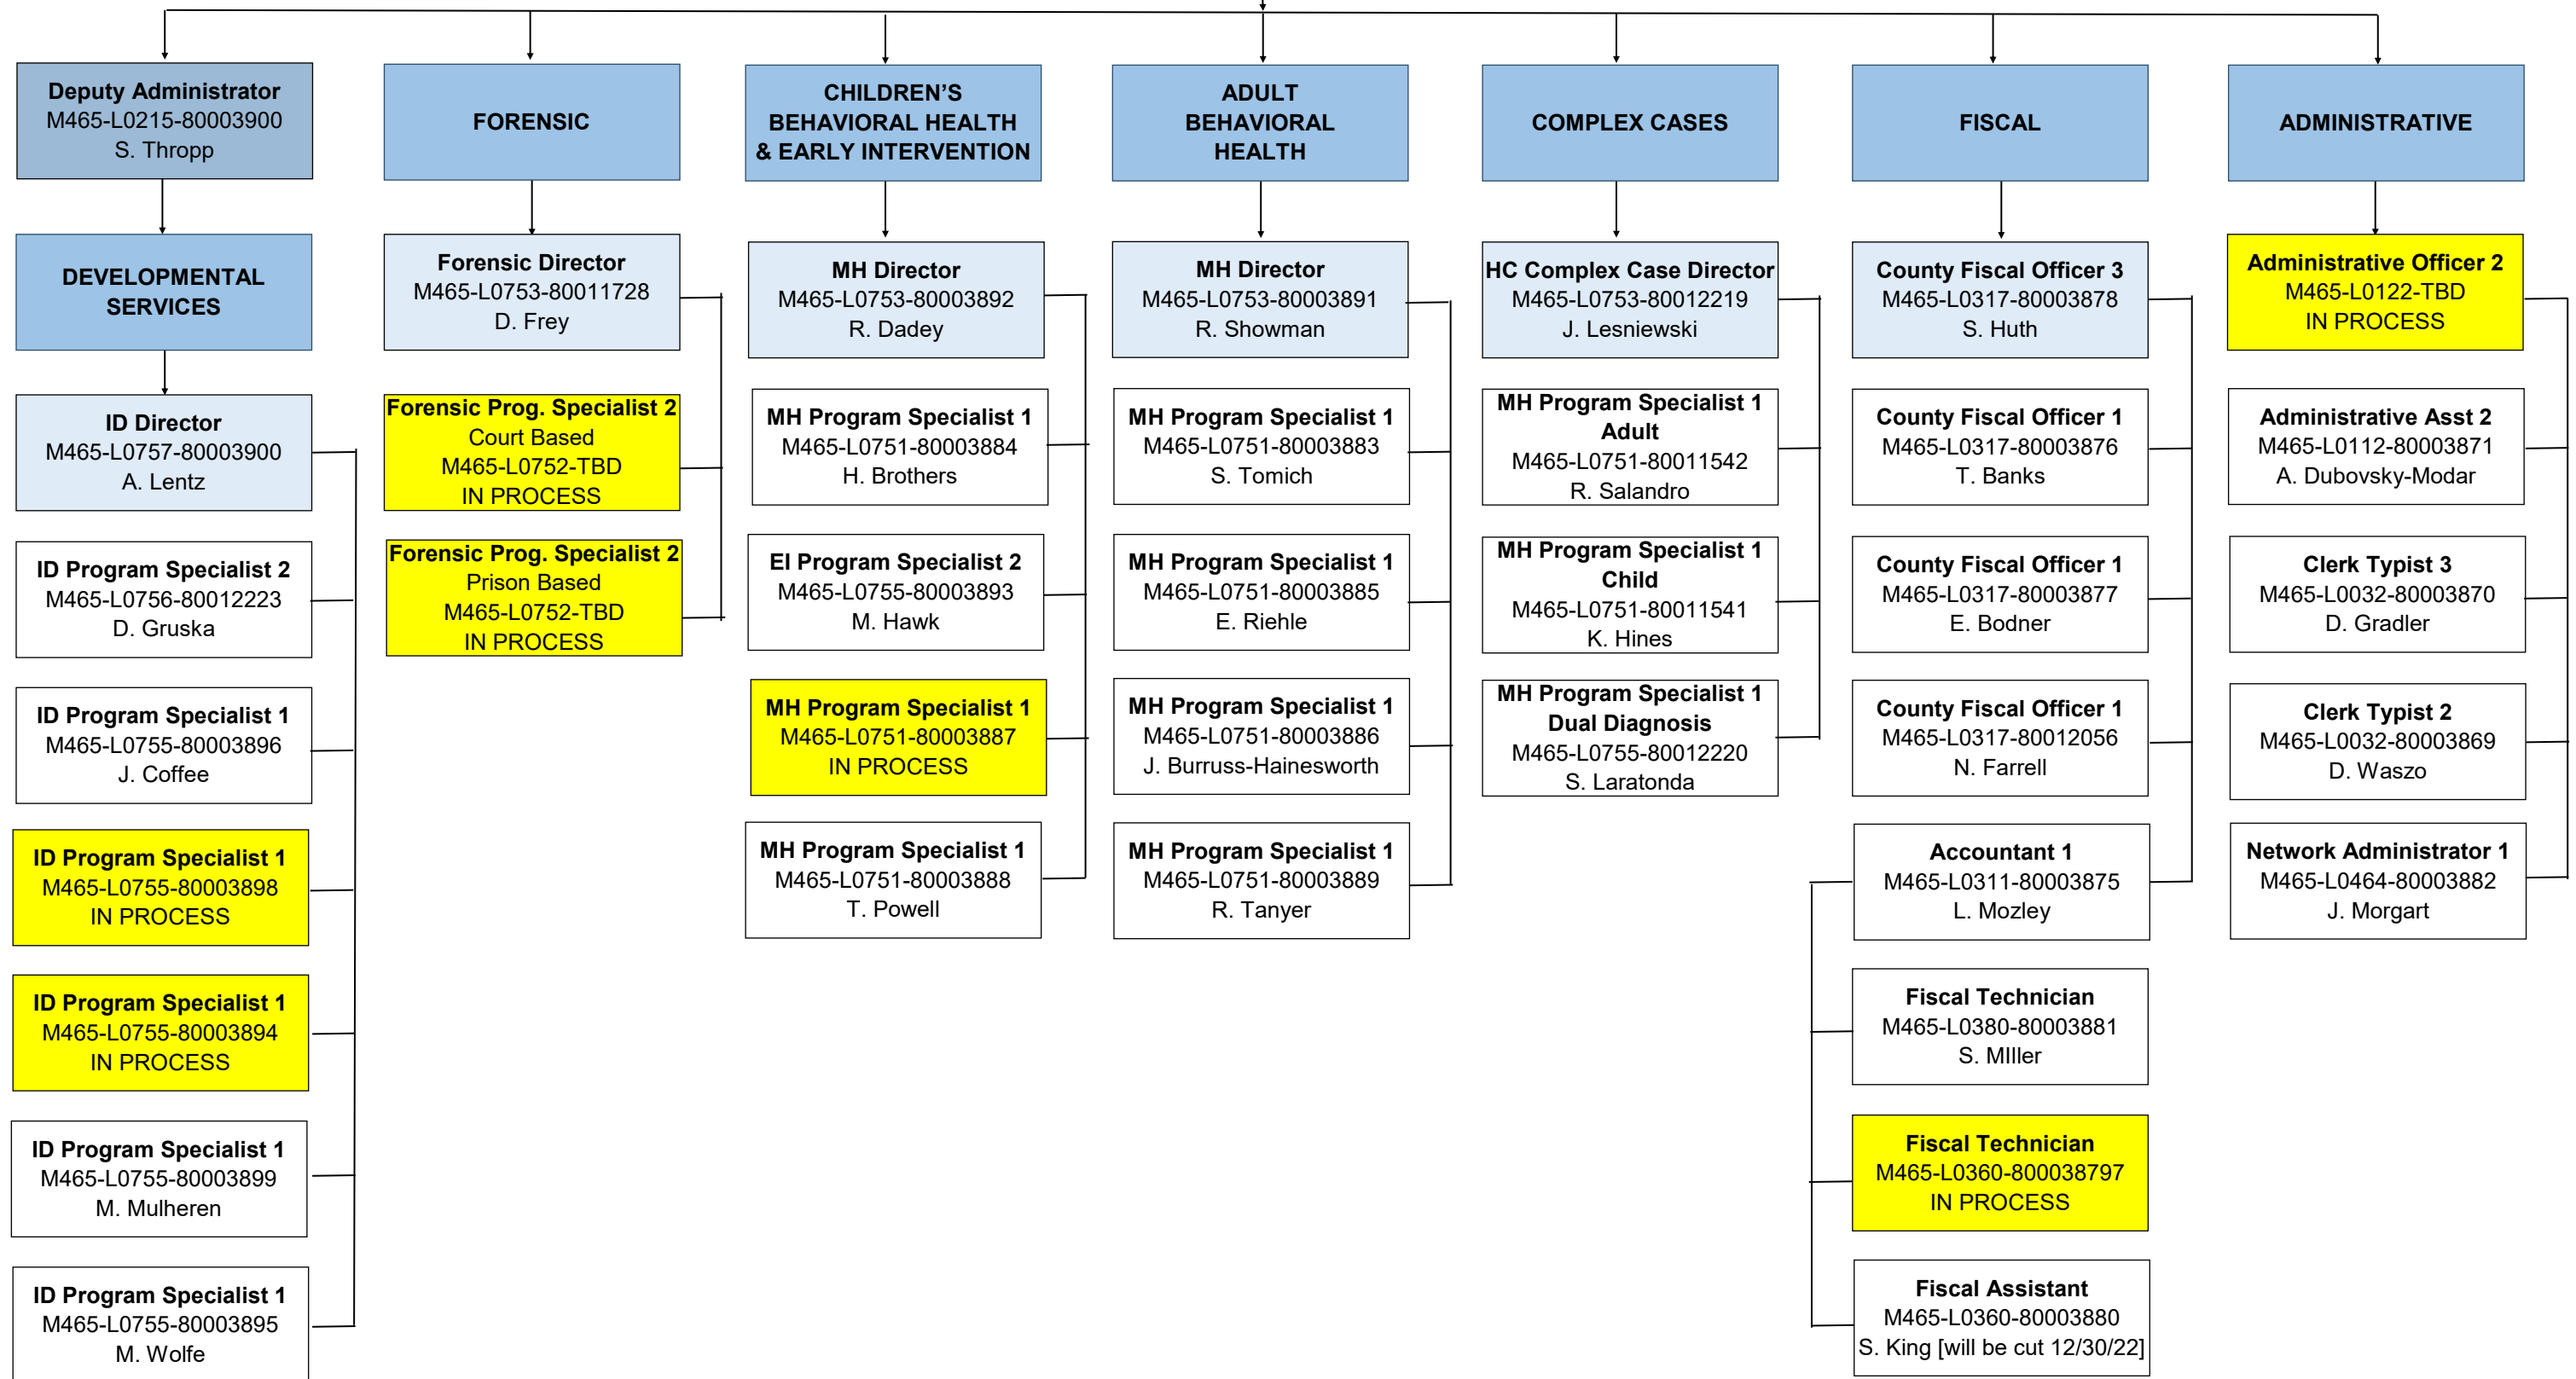 Deputy Administrator
M465-L0215-80003900
S. Thropp
DEVELOPMENTAL
SERVICES
ID Director
M465-L0757-80003900
A. Lentz
ID Program Specialist 2
M465-L0756-80012223
D. Gruska
ID Program Specialist 1
M465-L0755-80003896
J. Coffee
ID Program Specialist 1
M465-L0755-80003898
IN PROCESS
ID Program Specialist 1
M465-L0755-80003894
IN PROCESS
ID Program Specialist 1
M465-L0755-80003899
M. Mulheren
ID Program Specialist 1
M465-L0755-80003895
M. Wolfe
FORENSIC
Forensic Director
M465-L0753-80011728
D. Frey
Forensic Prog. Specialist 2
Court Based
M465-L0752-TBD
IN PROCESS
Forensic Prog. Specialist 2
Prison Based
M465-L0752-TBD
IN PROCESS
CHILDREN’S
BEHAVIORAL HEALTH
& EARLY INTERVENTION
MH Director
M465-L0753-80003892
R. Dadey
MH Program Specialist 1
M465-L0751-80003884
H. Brothers
EI Program Specialist 2
M465-L0755-80003893
M. Hawk
MH Program Specialist 1
M465-L0751-80003887
IN PROCESS
MH Program Specialist 1
M465-L0751-80003888
T. Powell
ADULT
BEHAVIORAL
HEALTH
MH Director
M465-L0753-80003891
R. Showman
MH Program Specialist 1
M465-L0751-80003883
S. Tomich
MH Program Specialist 1
M465-L0751-80003885
E. Riehle
MH Program Specialist 1
M465-L0751-80003886
J. Burruss-Hainesworth
MH Program Specialist 1
M465-L0751-80003889
R. Tanyer
COMPLEX CASES
HC Complex Case Director
M465-L0753-80012219
J. Lesniewski
MH Program Specialist 1
Adult
M465-L0751-80011542
R. Salandro
MH Program Specialist 1
Child
M465-L0751-80011541
K. Hines
MH Program Specialist 1
Dual Diagnosis
M465-L0755-80012220
S. Laratonda
FISCAL
County Fiscal Officer 3
M465-L0317-80003878
S. Huth
County Fiscal Officer 1
M465-L0317-80003876
T. Banks
County Fiscal Officer 1
M465-L0317-80003877
E. Bodner
County Fiscal Officer 1
M465-L0317-80012056
N. Farrell
Accountant 1
M465-L0311-80003875
L. Mozley
Fiscal Technician
M465-L0380-80003881
S. MIller
Fiscal Technician
M465-L0360-800038797
IN PROCESS
Fiscal Assistant
M465-L0360-80003880
S. King [will be cut 12/30/22]
ADMINISTRATIVE
Administrative Officer 2
M465-L0122-TBD
IN PROCESS
Administrative Asst 2
M465-L0112-80003871
A. Dubovsky-Modar
Clerk Typist 3
M465-L0032-80003870
D. Gradler
Clerk Typist 2
M465-L0032-80003869
D. Waszo
Network Administrator 1
M465-L0464-80003882
J. Morgart